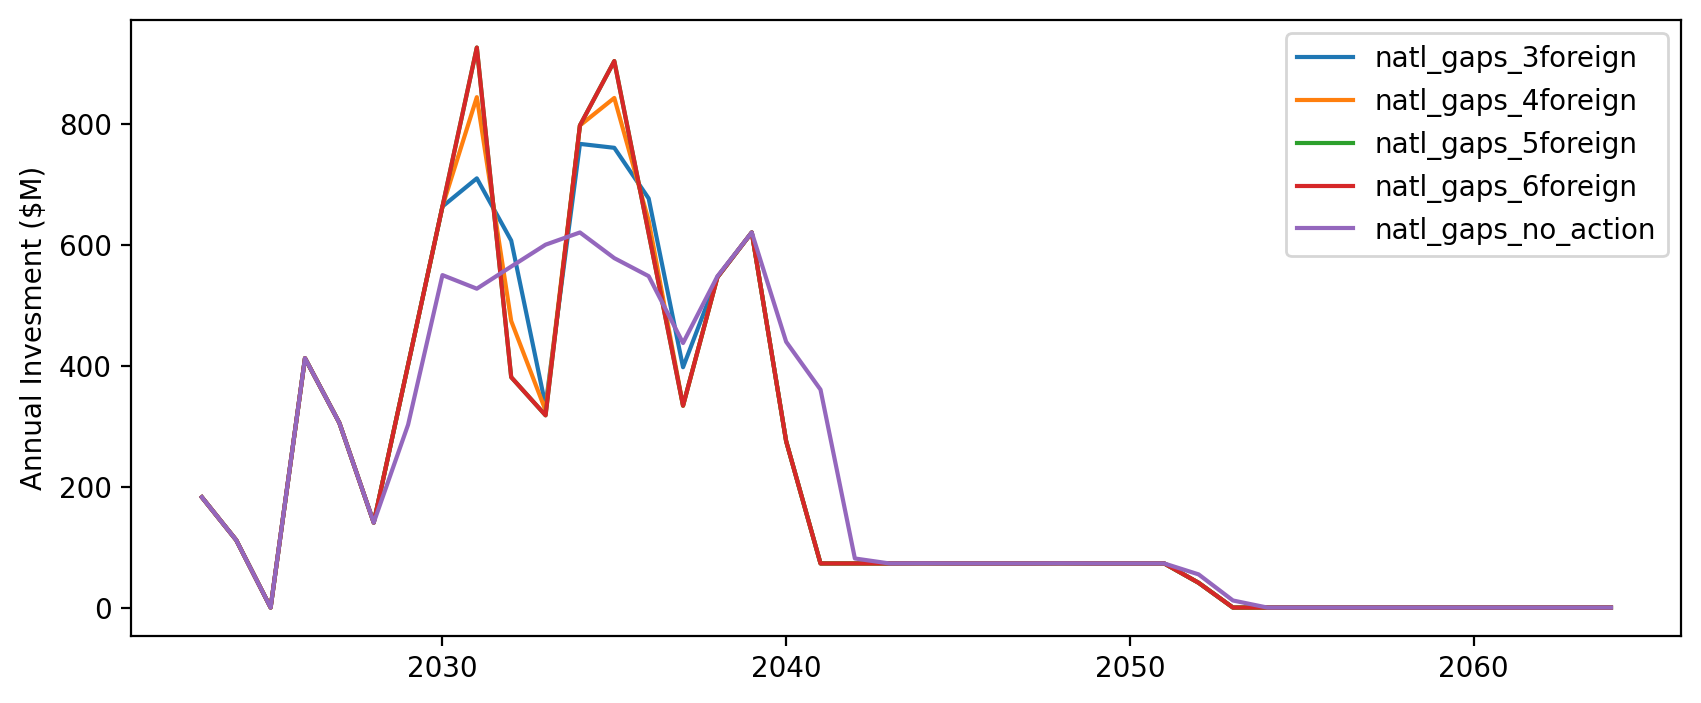 Annual Invesment ($M)
800
600
400
200
0
2030
2040
2050
2060
natl_gaps_3foreign
natl_gaps_4foreign
natl_gaps_5foreign
natl_gaps_6foreign
natl_gaps_no_action